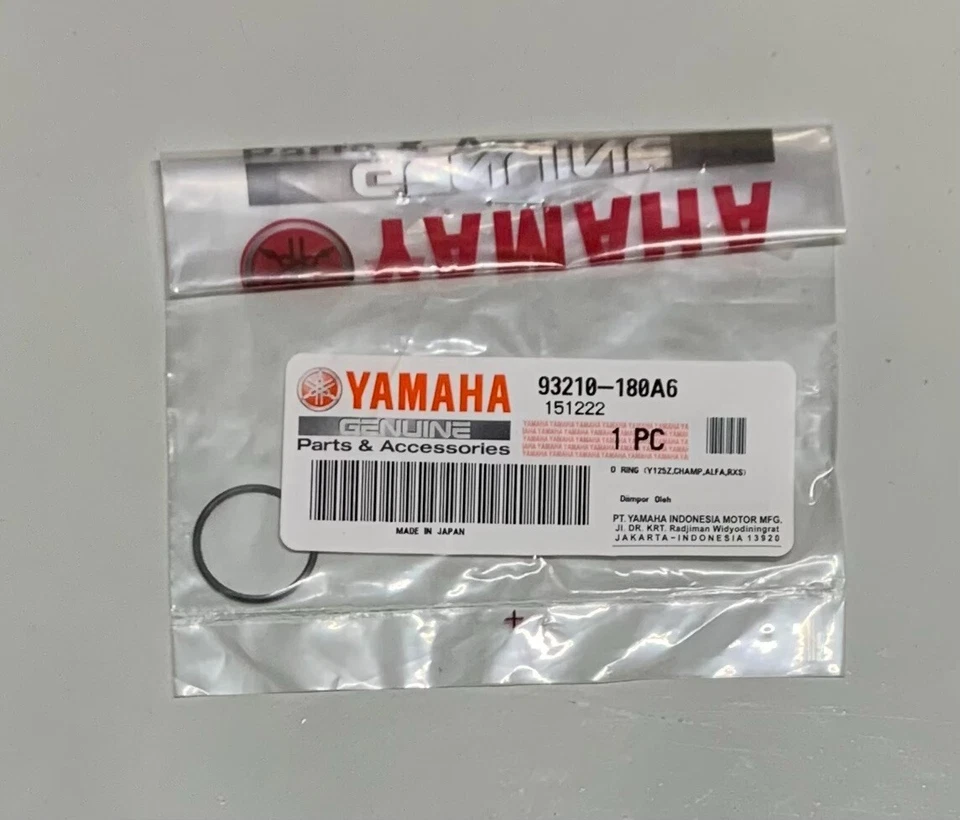 Parts & A
GENUINE
YAMAHA
YAMAHA
93210-180A6
151222
GENUINE
1 PC
Parts & Accessories
O RING (Y125Z,CHAMP,ALFA,RXS)
Diimpor Oleh
PT. YAMAHA INDONESIA MOTOR MFG.
Jl. DR. KRT. Radjiman Widyodiningrat
JAKARTA-INDONESIA 13920
MADE IN JAPAN
+